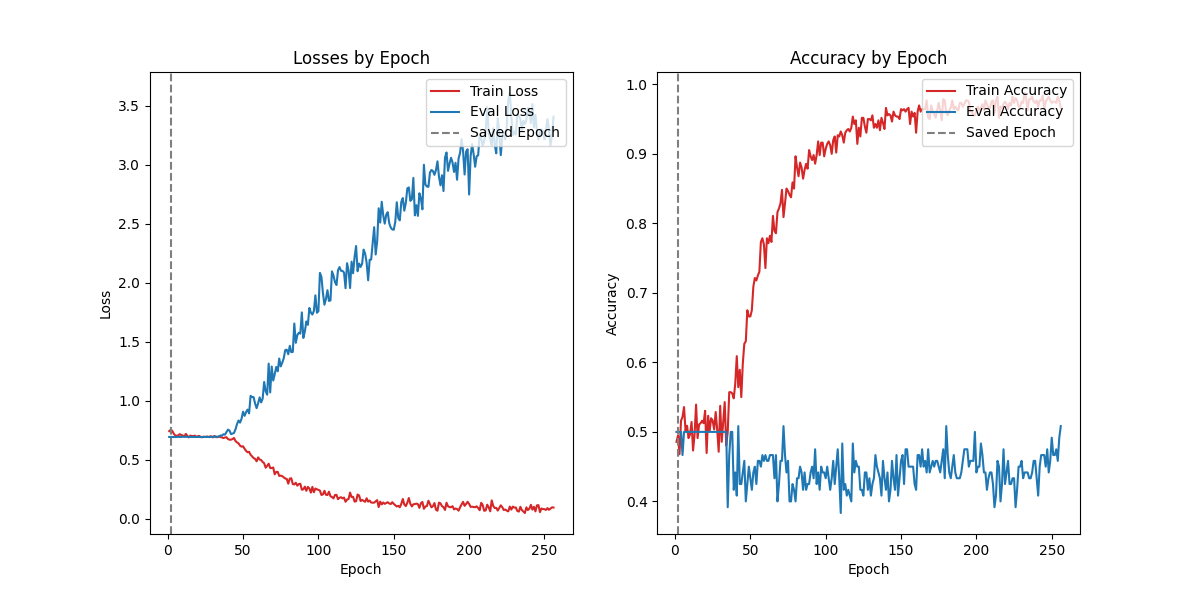 Losses by Epoch
Train Loss
Eval Loss
Saved Epoch
3.5
3.0
2.5
2.0
1.5
1.0
0.5
0.0
Loss
0 50 100 150 200 250
Epoch
Accuracy by Epoch
Train Accuracy
Eval Accuracy
Saved Epoch
1.0
0.9
0.8
0.7
0.6
0.5
0.4
Accuracy
0 50 100 150 200 250
Epoch